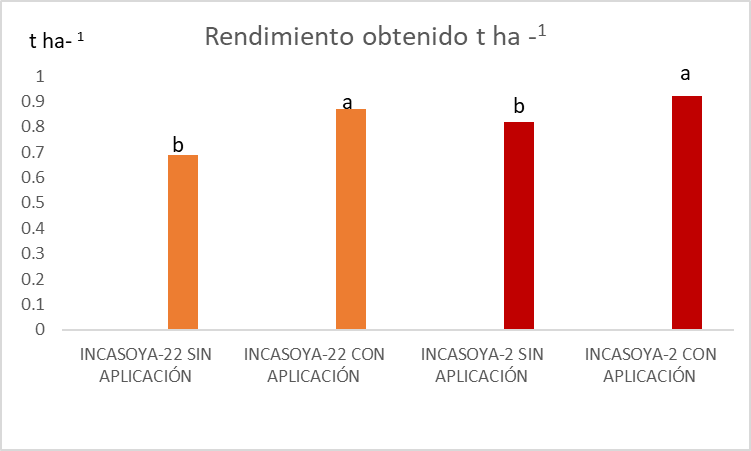 t ha- ¹
Rendimiento obtenido t ha -¹
1
0.9
0.8
0.7
0.6
0.5
0.4
0.3
0.2
0.1
0
b
a
b
a
INCASOYA-22 SIN
APLICACIÓN
INCASOYA-22 CON
APLICACIÓN
INCASOYA-2 SIN
APLICACIÓN
INCASOYA-2 CON
APLICACIÓN